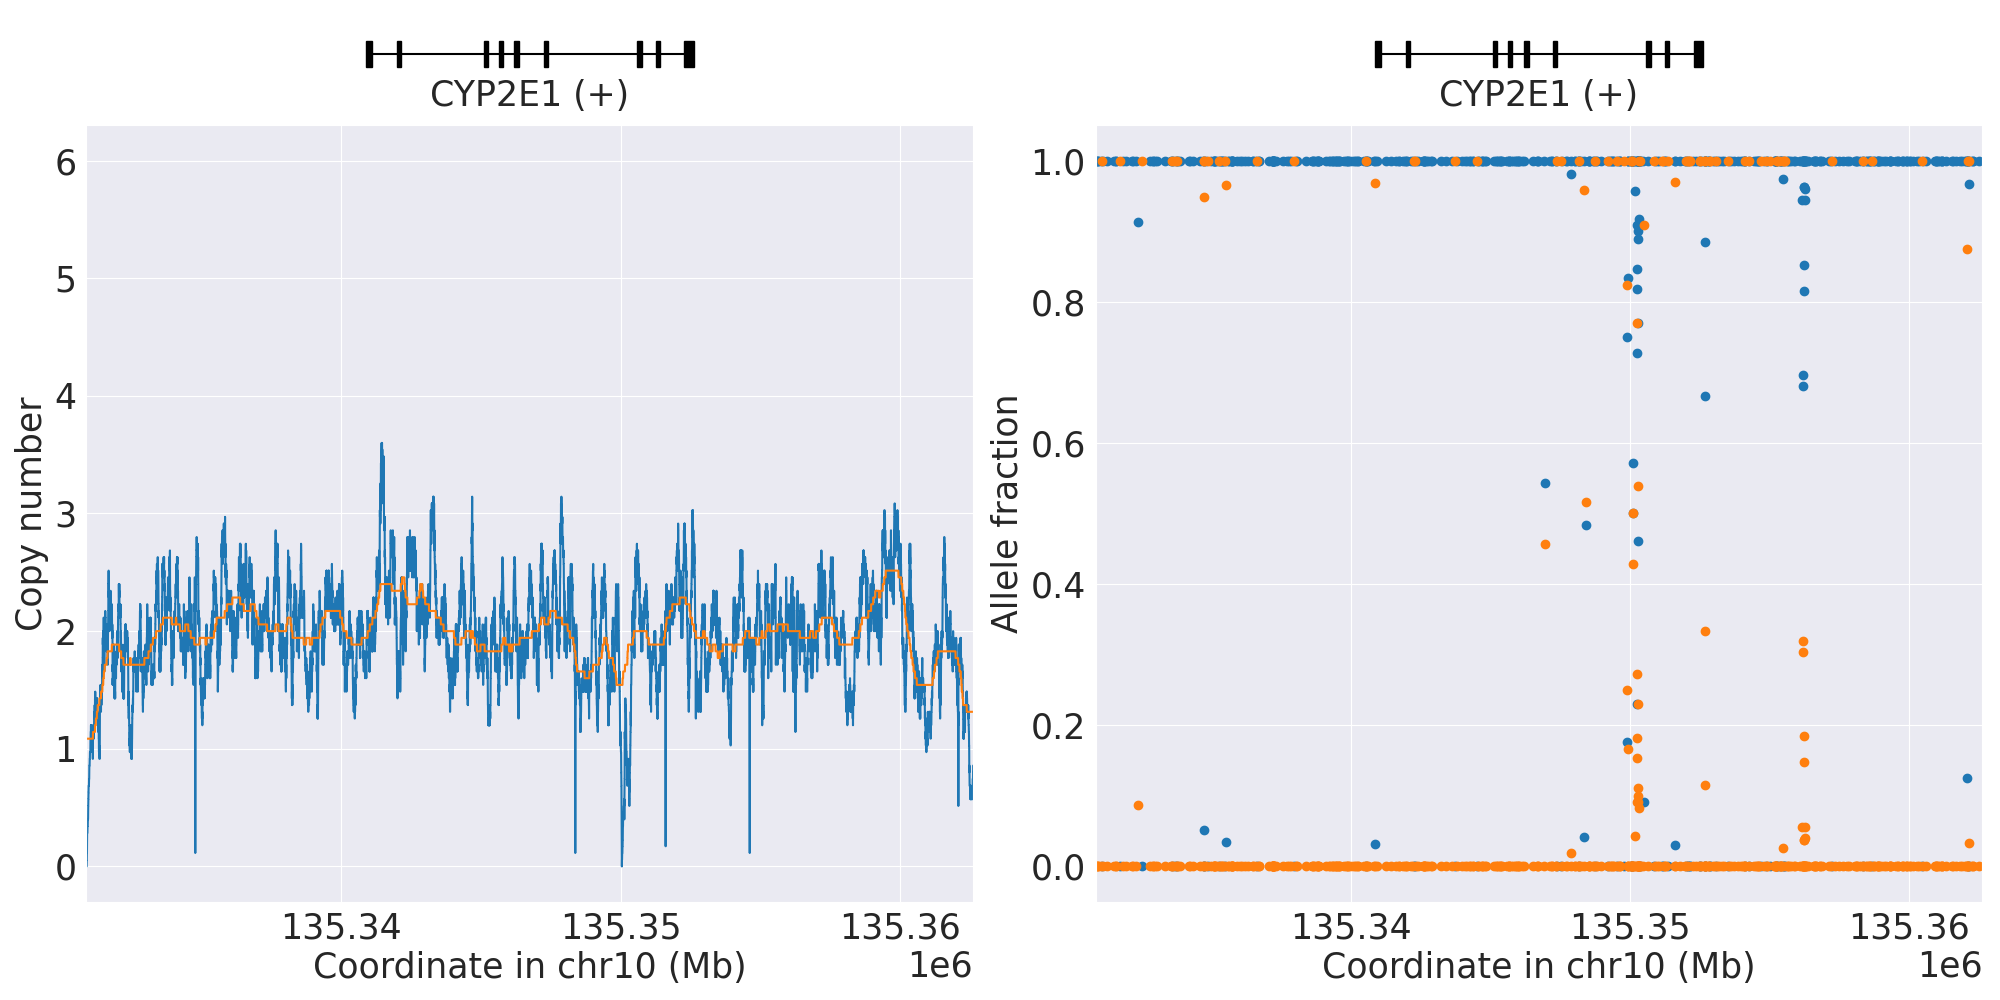 CYP2E1 (+)
6
5
4
3
2
1
0
Copy number
135.34 135.35 135.36
1e6
Coordinate in chr10 (Mb)
CYP2E1 (+)
1.0
0.8
0.6
0.4
0.2
0.0
Allele fraction
135.34 135.35 135.36
1e6
Coordinate in chr10 (Mb)